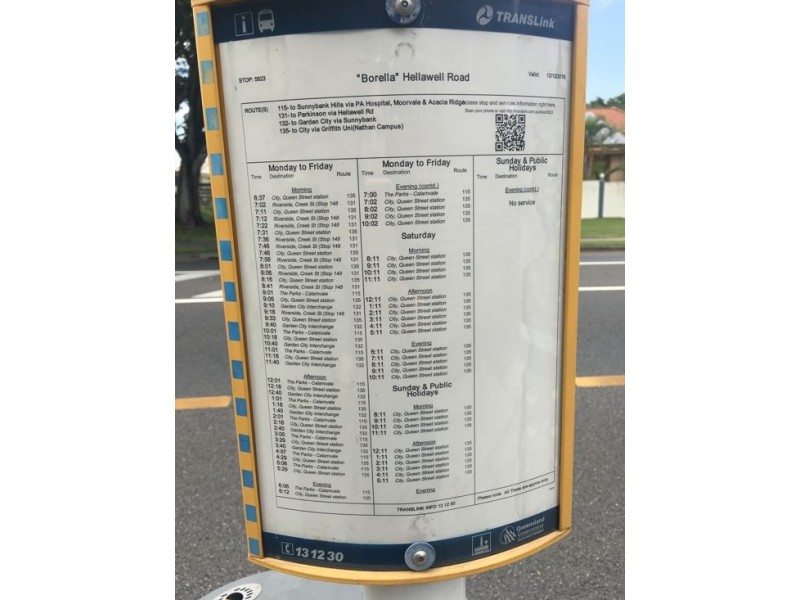 i
TRANSLink
STOP: 5823
"Borella" Hellawell Road
Valid 12/12/2016
ROUTE(S)
115- to Sunnybank Hills via PA Hospital, Moorvale & Acacia Ridge
131-to Parkinson via Hellawell Rd
132- to Garden City via Sunnybank
135-to City via Griffith Uni(Nathan Campus)
access stop and services information right here.
Monday to Friday
Time Destination Route
Morning
6:37 City, Queen Street station 135
7:02 Riverside, Creek St (Stop 148 131
7:11 City, Queen Street station 135
7:12 Riverside, Creek St (Stop 148 131
7:22 Riverside, Creek St (Stop 148 131
7:31 City, Queen Street station 135
7:36 Riverside, Creek St (Stop 148 131
7:46 Riverside, Creek St (Stop 148 131
7:46 City, Queen Street station 135
7:56 Riverside, Creek St (Stop 148 131
8:01 City, Queen Street station 135
8:06 Riverside, Creek St (Stop 148 131
8:16 City, Queen Street station 135
8:41 Riverside, Creek St (Stop 148 131
9:01 The Parks - Calamvale 115
9:08 City, Queen Street station 135
9:10 Garden City Interchange 132
9:18 Riverside, Creek St (Stop 148 131
9:33 City, Queen Street station 135
9:40 Garden City Interchange 132
10:01 The Parks - Calamvale 115
10:18 City, Queen Street station 135
10:40 Garden City Interchange 132
11:01 The Parks - Calamvale 115
11:18 City, Queen Street station 135
11:40 Garden City Interchange 132
Afternoon
12:01 The Parks - Calamvale 115
12:18 City, Queen Street station 135
12:40 Garden City Interchange 132
1:01 The Parks - Calamvale 115
1:18 City, Queen Street station 135
1:40 Garden City Interchange 132
2:01 The Parks - Calamvale 115
2:18 City, Queen Street station 135
2:40 Garden City Interchange 132
3:05 The Parks - Calamvale 115
3:29 City, Queen Street station 135
3:40 Garden City Interchange 132
4:07 The Parks - Calamvale 115
4:29 City, Queen Street station 135
5:06 The Parks - Calamvale 115
5:29 City, Queen Street station 135
Evening
6:06 The Parks - Calamvale 115
6:12 City, Queen Street station 135
Monday to Friday
Time Destination Route
Evening (contd.)
7:00 The Parks - Calamvale 115
7:02 City, Queen Street station 135
8:02 City, Queen Street station 135
9:02 City, Queen Street station 135
10:02 City, Queen Street station 135
Saturday
Morning
8:11 City, Queen Street station 135
9:11 City, Queen Street station 135
10:11 City, Queen Street station 135
11:11 City, Queen Street station 135
Afternoon
12:11 City, Queen Street station 135
1:11 City, Queen Street station 135
2:11 City, Queen Street station 135
3:11 City, Queen Street station 135
4:11 City, Queen Street station 135
5:11 City, Queen Street station 135
Evening
6:11 City, Queen Street station 135
7:11 City, Queen Street station 135
8:11 City, Queen Street station 135
9:11 City, Queen Street station 135
10:11 City, Queen Street station 135
Sunday & Public
Holidays
Morning
8:11 City, Queen Street station 135
9:11 City, Queen Street station 135
10:11 City, Queen Street station 135
11:11 City, Queen Street station 135
Afternoon
12:11 City, Queen Street station 135
1:11 City, Queen Street station 135
2:11 City, Queen Street station 135
3:11 City, Queen Street station 135
4:11 City, Queen Street station 135
5:11 City, Queen Street station 135
Evening
Sunday & Public
Holidays
Time Destination Route
Evening (contd.)
No service
TRANSLINK INFO 13 12 30
Please note: All Times are approx only.
13 12 30
Queensland
Government